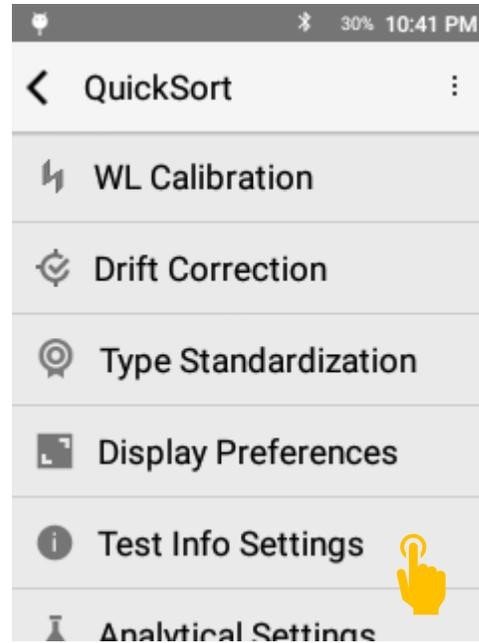 30% 10:41 PM
QuickSort
WL Calibration
Drift Correction
Type Standardization
Display Preferences
Test Info Settings
Analytical Settings